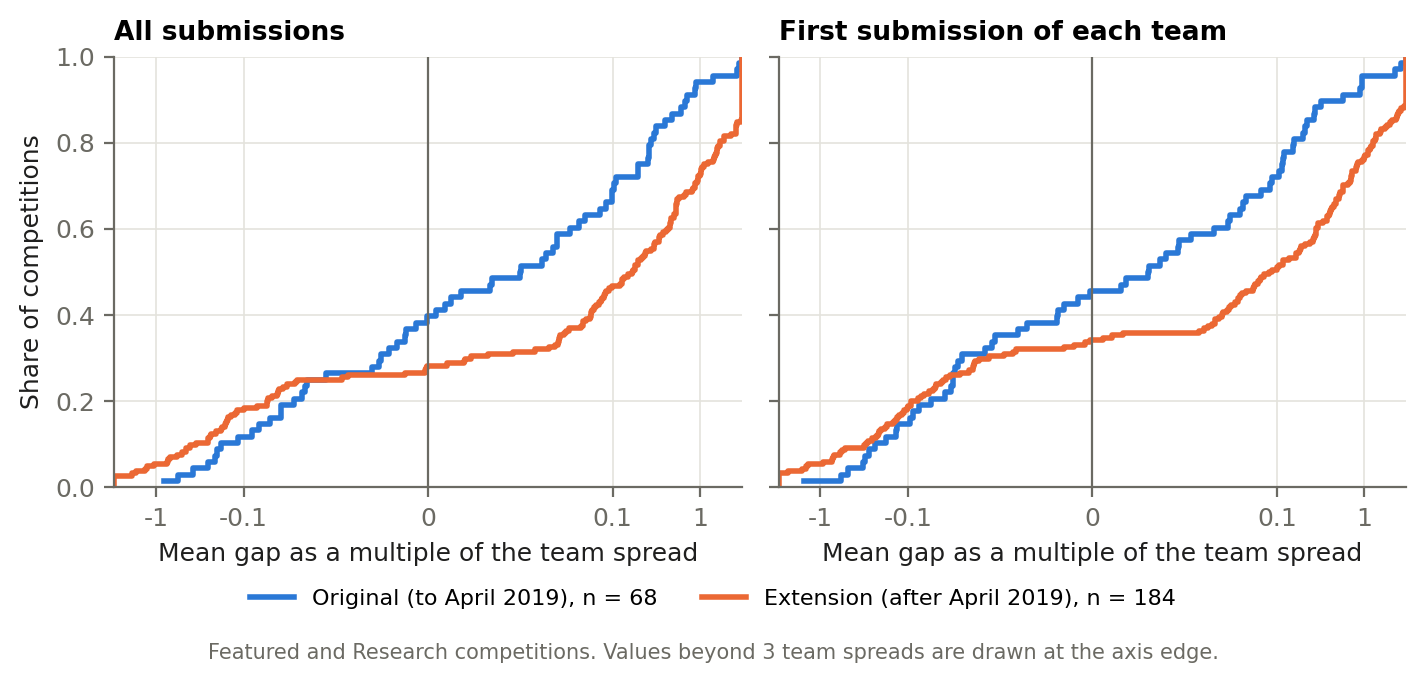 All submissions
First submission of each team
Share of competitions
1.0
0.8
0.6
0.4
0.2
0.0
-1 -0.1 0 0.1 1
-1 -0.1 0 0.1 1
Mean gap as a multiple of the team spread
Mean gap as a multiple of the team spread
Original (to April 2019), n = 68
Extension (after April 2019), n = 184
Featured and Research competitions. Values beyond 3 team spreads are drawn at the axis edge.